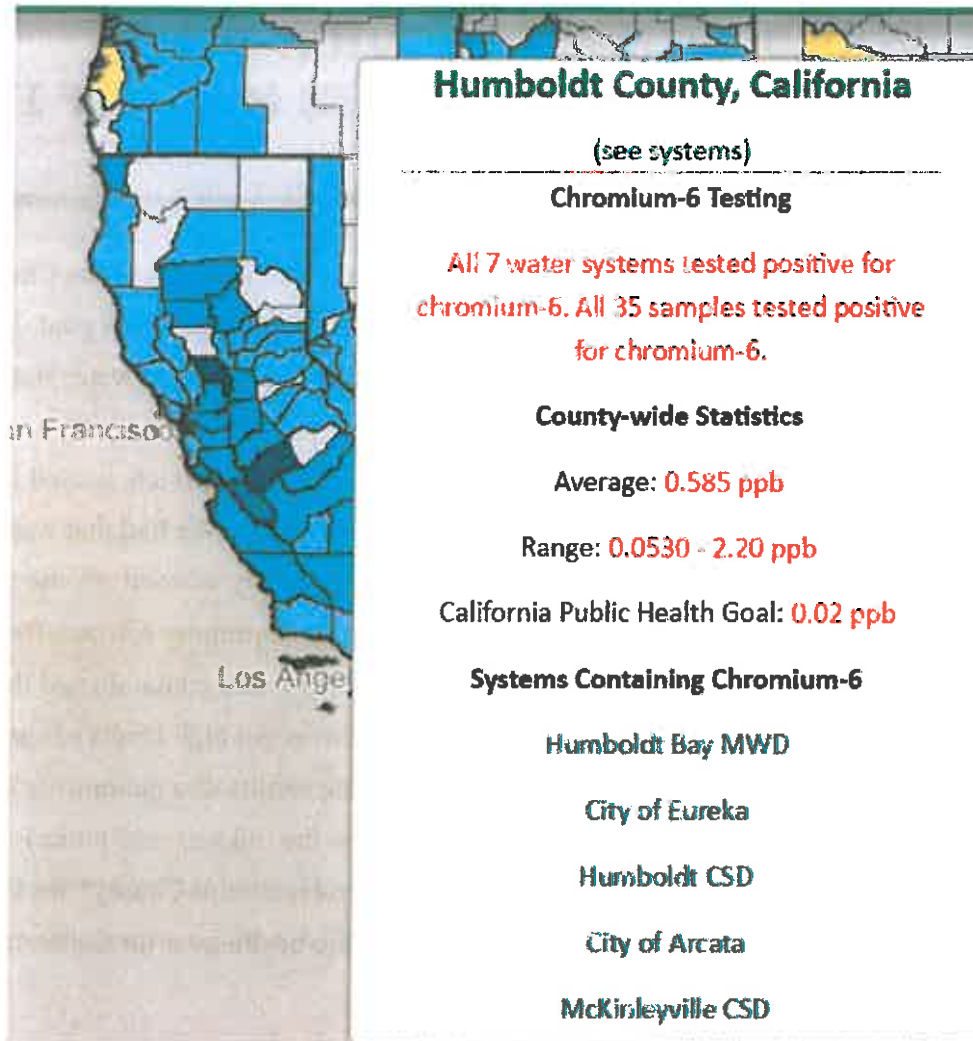 Humboldt County, California
(see systems)
Chromium-6 Testing
All 7 water systems tested positive for
chromium-6. All 35 samples tested positive
for chromium-6.
County-wide Statistics
an Francisco
Average: 0.585 ppb
Range: 0.0530 - 2.20 ppb
California Public Health Goal: 0.02 ppb
Los Angel
Systems Containing Chromium-6
Humboldt Bay MWD
City of Eureka
Humboldt CSD
City of Arcata
McKinleyville CSD